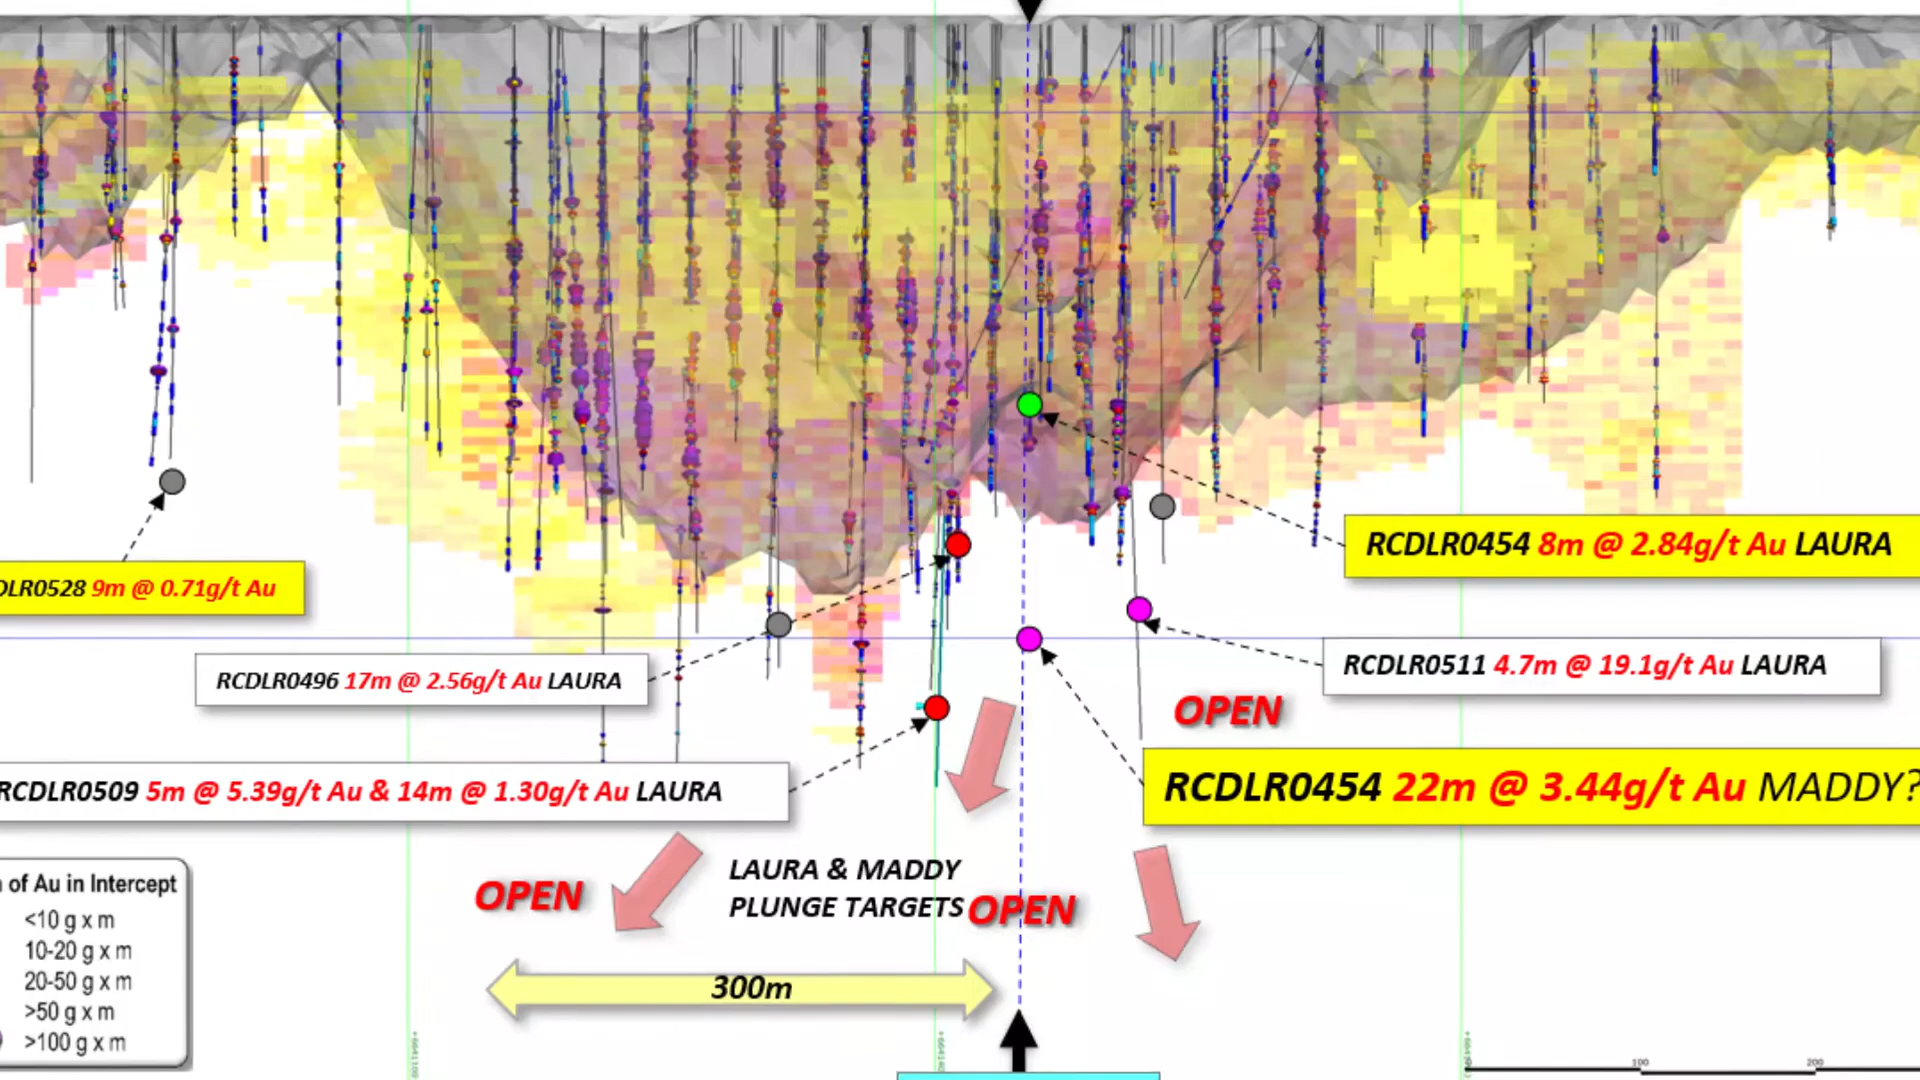 RCDLR0454 8m @ 2.84g/t Au LAURA
DLR0528 9m @ 0.71g/t Au
RCDLR0496 17m @ 2.56g/t Au LAURA
RCDLR0511 4.7m @ 19.1g/t Au LAURA
OPEN
RCDLR0509 5m @ 5.39g/t Au & 14m @ 1.30g/t Au LAURA
RCDLR0454 22m @ 3.44g/t Au MADDY?
of Au in Intercept
<10 g x m
10-20 g x m
20-50 g x m
>50 g x m
>100 g x m
OPEN
LAURA & MADDY
PLUNGE TARGETS
OPEN
300m
100
200